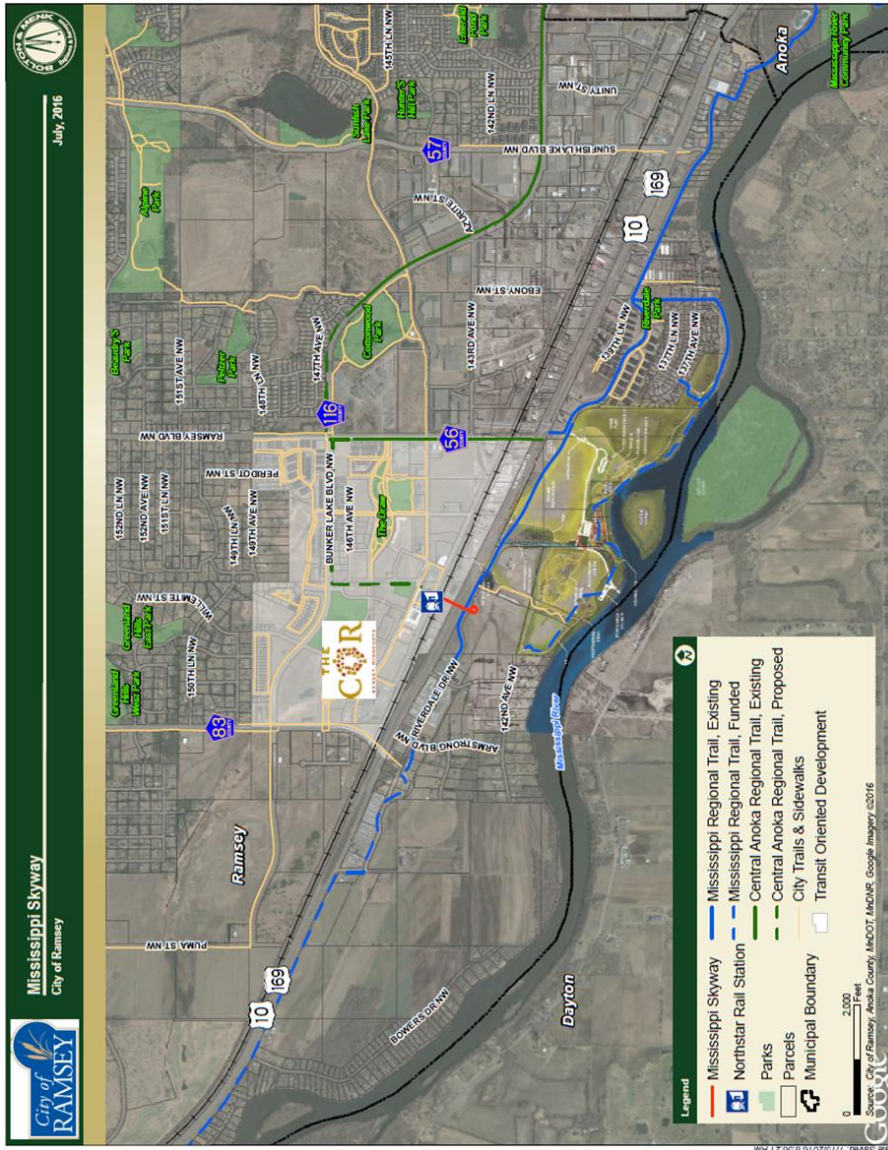 City of
RAMSEY
Mississippi Skyway
City of Ramsey
July, 2016
BOLTON & MENK
Beaudry'S
Park
Alpine
Park
Greenland
Hills
West Park
Greenland
Hills
East Park
Peltzer
Park
Sunfish
Lake Park
Hunter'S
Hill Park
Emerald
Pond
Park
Cottonwood
Park
The Draw
Riverdale
Park
Mississippi River
Community Park
152ND LN NW
152ND AVE NW
151ST LN NW
151ST AVE NW
150TH LN NW
149TH LN NW
149TH AVE NW
148TH LN NW
147TH AVE NW
146TH AVE NW
145TH LN NW
143RD AVE NW
142ND LN NW
142ND AVE NW
137TH LN NW
137TH AVE NW
PUMA ST NW
WILLEMITE ST NW
PERIDOT ST NW
RAMSEY BLVD NW
BUNKER LAKE BLVD NW
AZURITE ST NW
EBONY ST NW
SUNFISH LAKE BLVD NW
UNITY ST NW
RIVERDALE DR NW
ARMSTRONG BLVD NW
BOWERS DR NW
83
116
56
57
10
169
10
169
THE
COR
Ramsey
Dayton
Anoka
Mississippi River
Legend
Mississippi Skyway
Northstar Rail Station
Parks
Parcels
Municipal Boundary
Mississippi Regional Trail, Existing
Mississippi Regional Trail, Funded
Central Anoka Regional Trail, Existing
Central Anoka Regional Trail, Proposed
City Trails & Sidewalks
Transit Oriented Development
0
2,000
Feet
Source: City of Ramsey, Anoka County, MnDOT, MnDNR, Google Imagery ©2016
Google